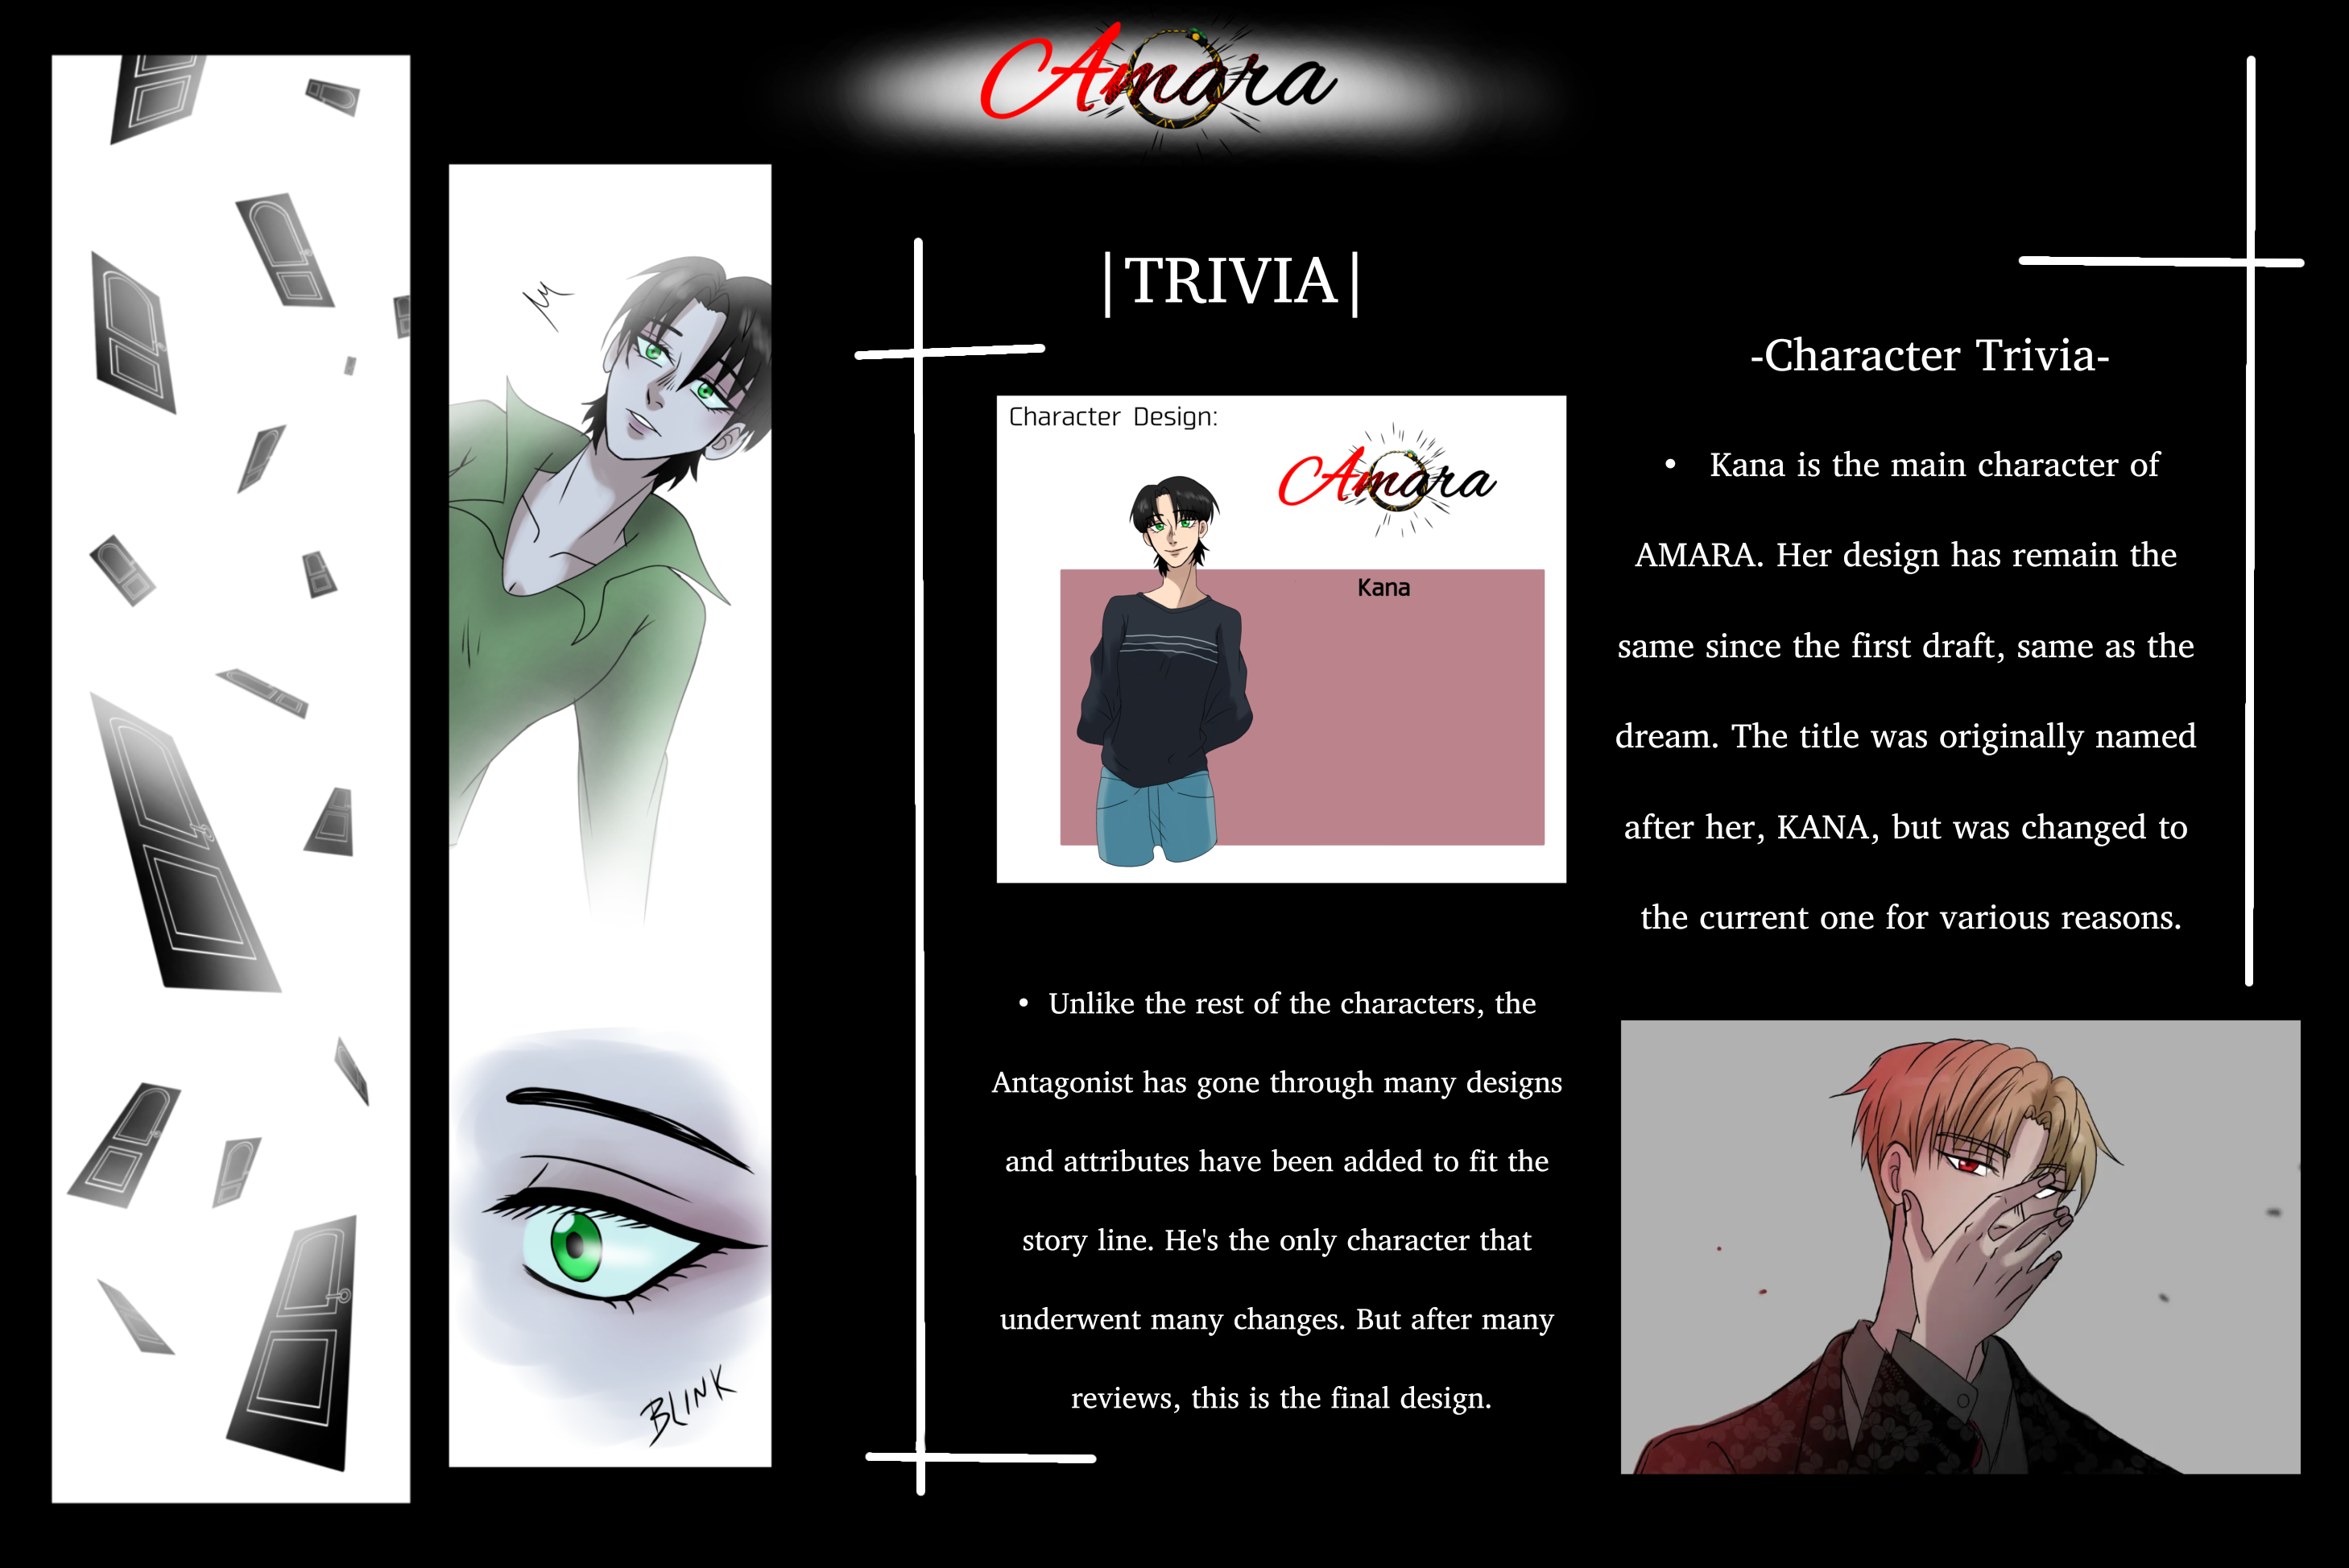 Amara
BLINK
|TRIVIA|
Character Design:
Amara
Kana
• Unlike the rest of the characters, the
Antagonist has gone through many designs
and attributes have been added to fit the
story line. He's the only character that
underwent many changes. But after many
reviews, this is the final design.
-Character Trivia-
• Kana is the main character of
AMARA. Her design has remain the
same since the first draft, same as the
dream. The title was originally named
after her, KANA, but was changed to
the current one for various reasons.